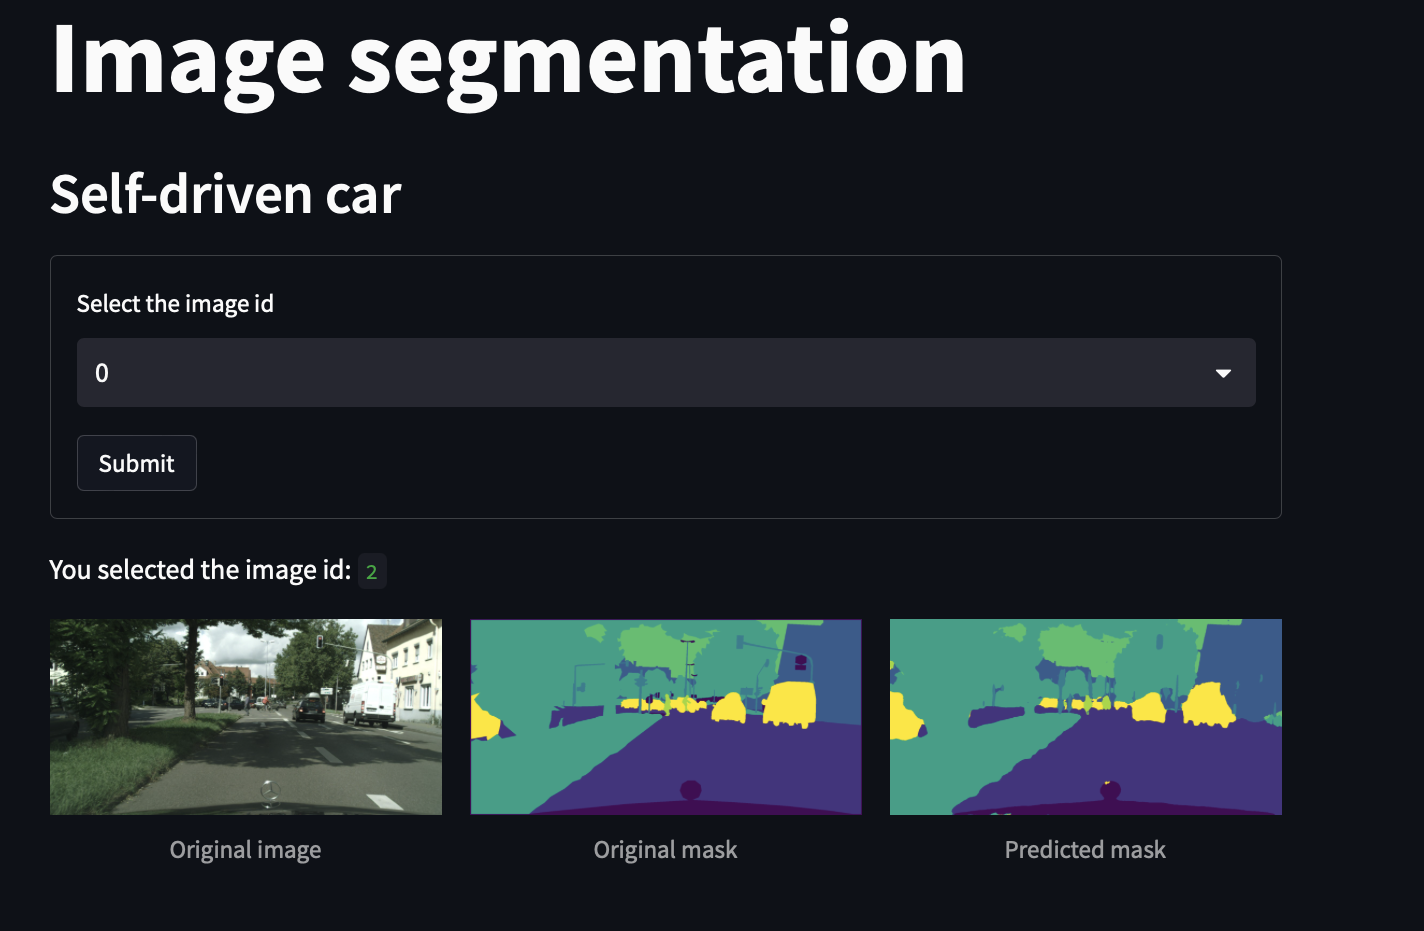 Image segmentation
Self-driven car
Select the image id
0
Submit
You selected the image id: 2
Original image
Original mask
Predicted mask